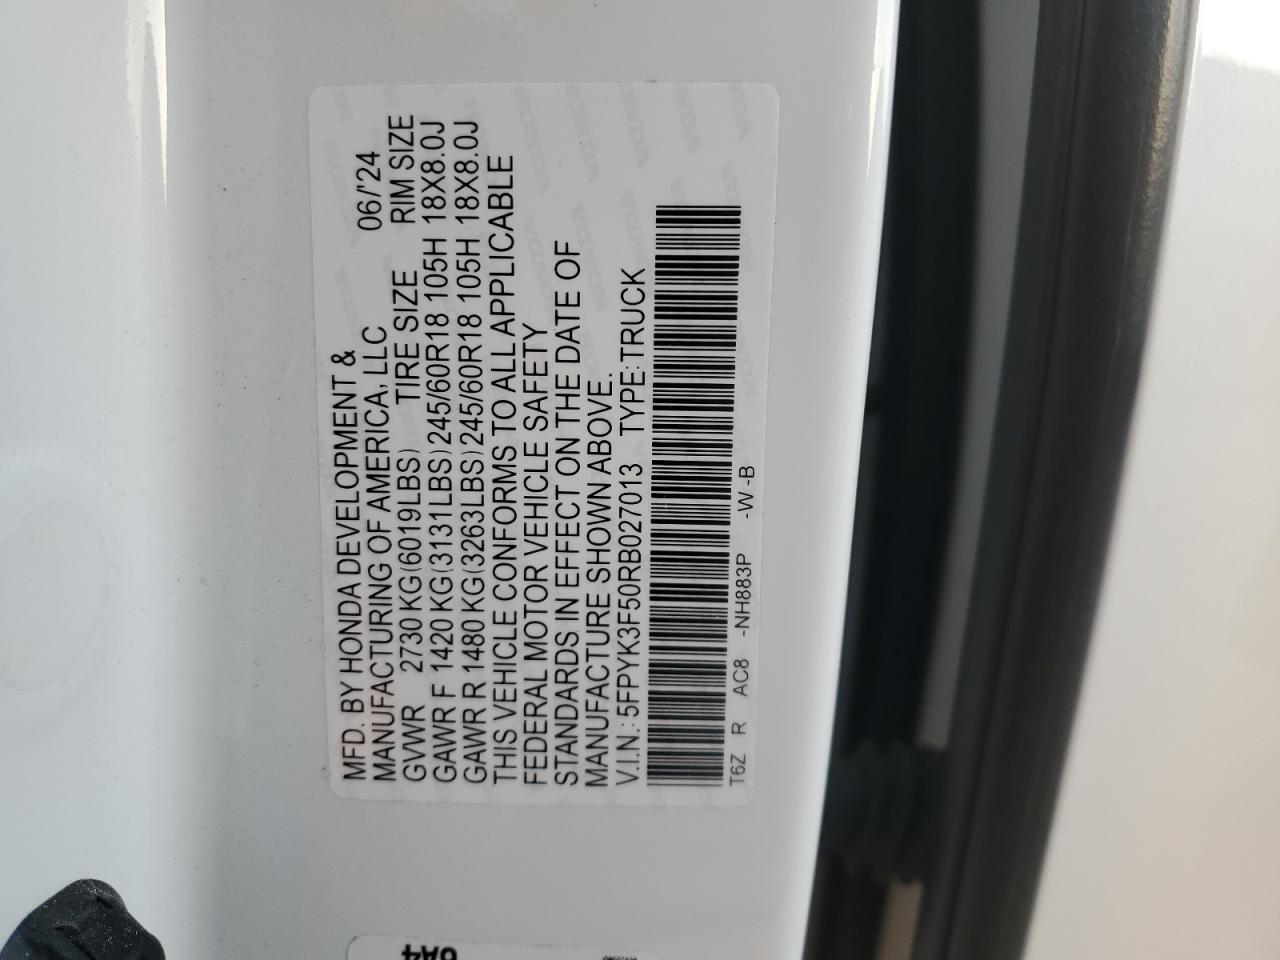 MFD. BY HONDA DEVELOPMENT &
MANUFACTURING OF AMERICA, LLC 06/'24
GVWR 2730 KG(6019LBS) TIRE SIZE RIM SIZE
GAWR F 1420 KG(3131LBS)245/60R18 105H 18X8.0J
GAWR R 1480 KG(3263LBS)245/60R18 105H 18X8.0J
THIS VEHICLE CONFORMS TO ALL APPLICABLE
FEDERAL MOTOR VEHICLE SAFETY
STANDARDS IN EFFECT ON THE DATE OF
MANUFACTURE SHOWN ABOVE.
V.I.N.: 5FPYK3F50RB027013 TYPE: TRUCK
T6Z R AC8 -NH883P -W -B